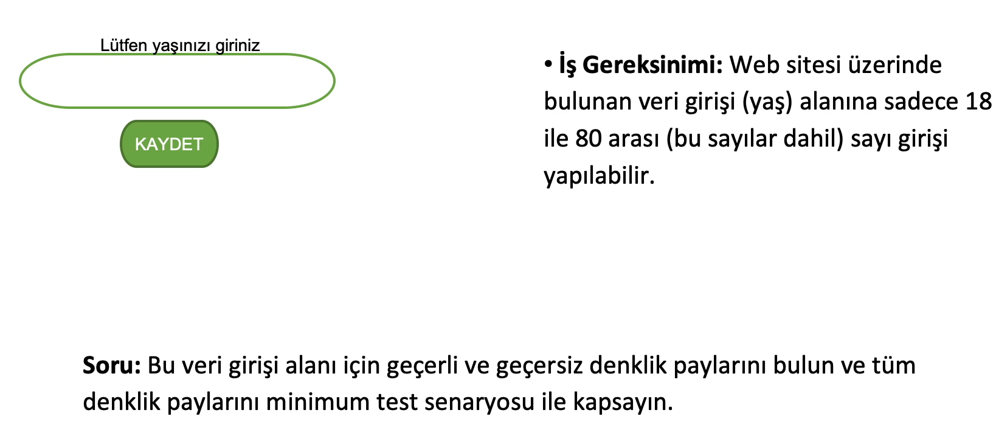 Lütfen yaşınızı giriniz
KAYDET
• İş Gereksinimi: Web sitesi üzerinde
bulunan veri girişi (yaş) alanına sadece 18
ile 80 arası (bu sayılar dahil) sayı girişi
yapılabilir.
Soru: Bu veri girişi alanı için geçerli ve geçersiz denklik paylarını bulun ve tüm
denklik paylarını minimum test senaryosu ile kapsayın.